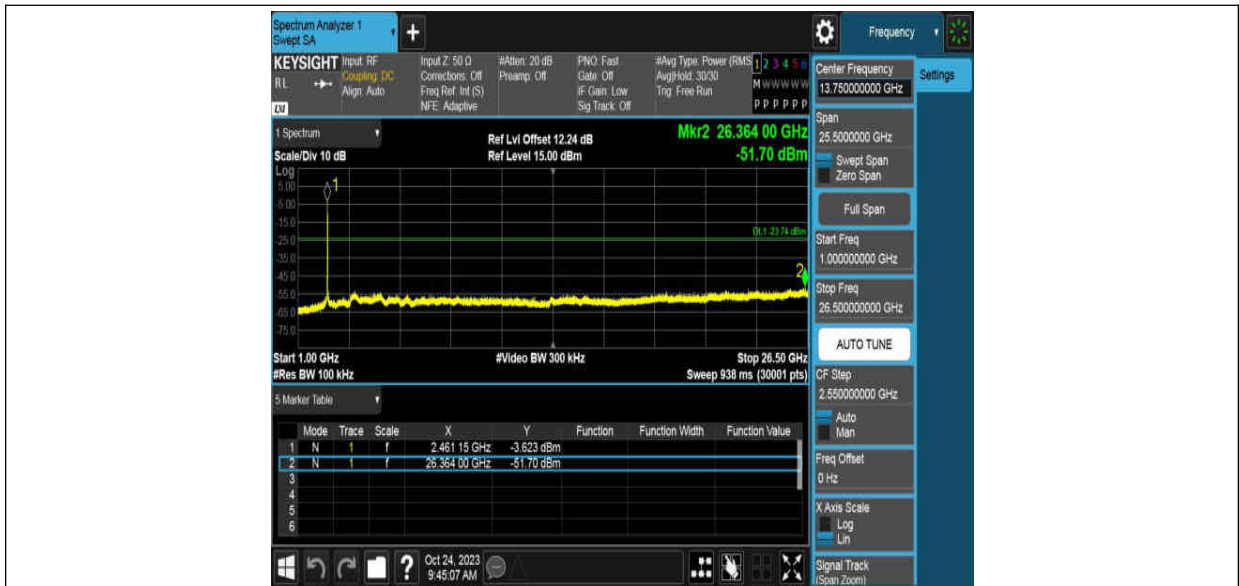 Spectrum Analyzer 1
Swept SA
Frequency
KEYSIGHT
RL
Input: RF
Coupling: DC
Align: Auto
Input Z: 50 Ω
Corrections: Off
Freq Ref: Int (S)
NFE: Adaptive
#Atten: 20 dB
Preamp: Off
PNO: Fast
Gate: Off
IF Gain: Low
Sig Track: Off
#Avg Type: Power (RMS
Avg|Hold: 30/30
Trig: Free Run
1 2 3 4 5 6
M W W W W W
P P P P P P
1 Spectrum
Scale/Div 10 dB
Ref Lvl Offset 12.24 dB
Ref Level 15.00 dBm
Mkr2 26.364 00 GHz
-51.70 dBm
Log
5.00
-5.00
-15.0
-25.0
-35.0
-45.0
-55.0
-65.0
-75.0
1
DL1 -23.74 dBm
2
Start 1.00 GHz
#Res BW 100 kHz
#Video BW 300 kHz
Stop 26.50 GHz
Sweep 938 ms (30001 pts)
5 Marker Table
Mode Trace Scale X Y Function Function Width Function Value
1 N 1 f 2.461 15 GHz -3.623 dBm
2 N 1 f 26.364 00 GHz -51.70 dBm
3
4
5
6
Oct 24, 2023
9:45:07 AM
Center Frequency
13.750000000 GHz
Settings
Span
25.5000000 GHz
Swept Span
Zero Span
Full Span
Start Freq
1.000000000 GHz
Stop Freq
26.500000000 GHz
AUTO TUNE
CF Step
2.550000000 GHz
Auto
Man
Freq Offset
0 Hz
X Axis Scale
Log
Lin
Signal Track
(Span Zoom)